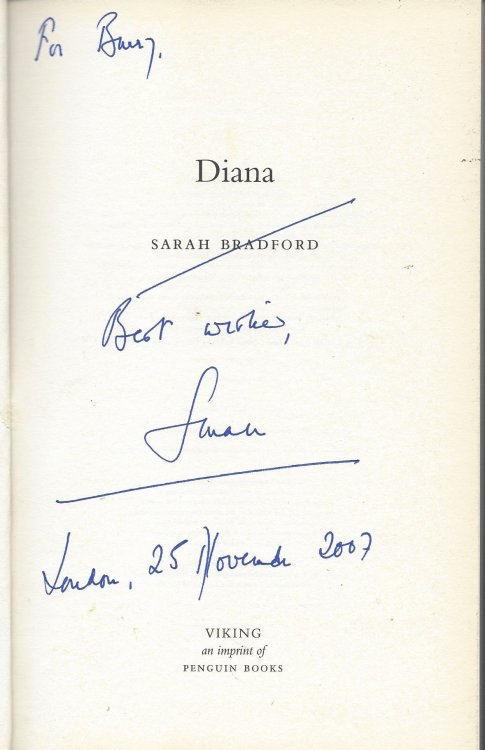 For Barry,
Diana
SARAH BRADFORD
Best wishes,
Sarah
London, 25 November 2007
VIKING
an imprint of
PENGUIN BOOKS